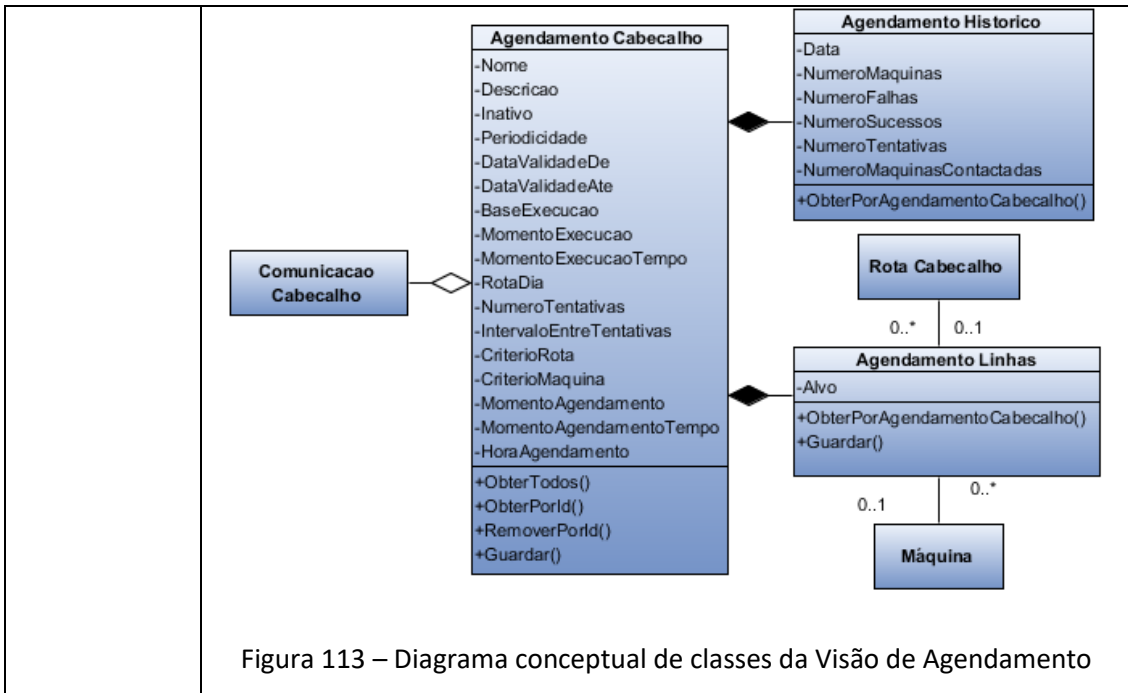 Agendamento Cabecalho
-Nome
-Descricao
-Inativo
-Periodicidade
-DataValidadeDe
-DataValidadeAte
-BaseExecucao
-MomentoExecucao
-MomentoExecucaoTempo
-RotaDia
-NumeroTentativas
-IntervaloEntreTentativas
-CriterioRota
-CriterioMaquina
-MomentoAgendamento
-MomentoAgendamentoTempo
-HoraAgendamento
+ObterTodos()
+ObterPorId()
+RemoverPorId()
+Guardar()
Comunicacao
Cabecalho
Agendamento Historico
-Data
-NumeroMaquinas
-NumeroFalhas
-NumeroSucessos
-NumeroTentativas
-NumeroMaquinasContactadas
+ObterPorAgendamentoCabecalho()
Rota Cabecalho
0..* 0..1
Agendamento Linhas
-Alvo
+ObterPorAgendamentoCabecalho()
+Guardar()
0..1 0..*
Máquina
Figura 113 – Diagrama conceptual de classes da Visão de Agendamento